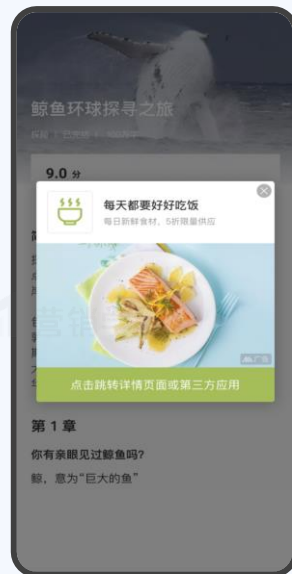 鲸鱼环球探寻之旅
9.0 分
每天都要好好吃饭
每日新鲜食材，5折限量供应
广告
点击跳转详情页面或第三方应用
第 1 章
你有亲眼见过鲸鱼吗？
鲸，意为“巨大的鱼”